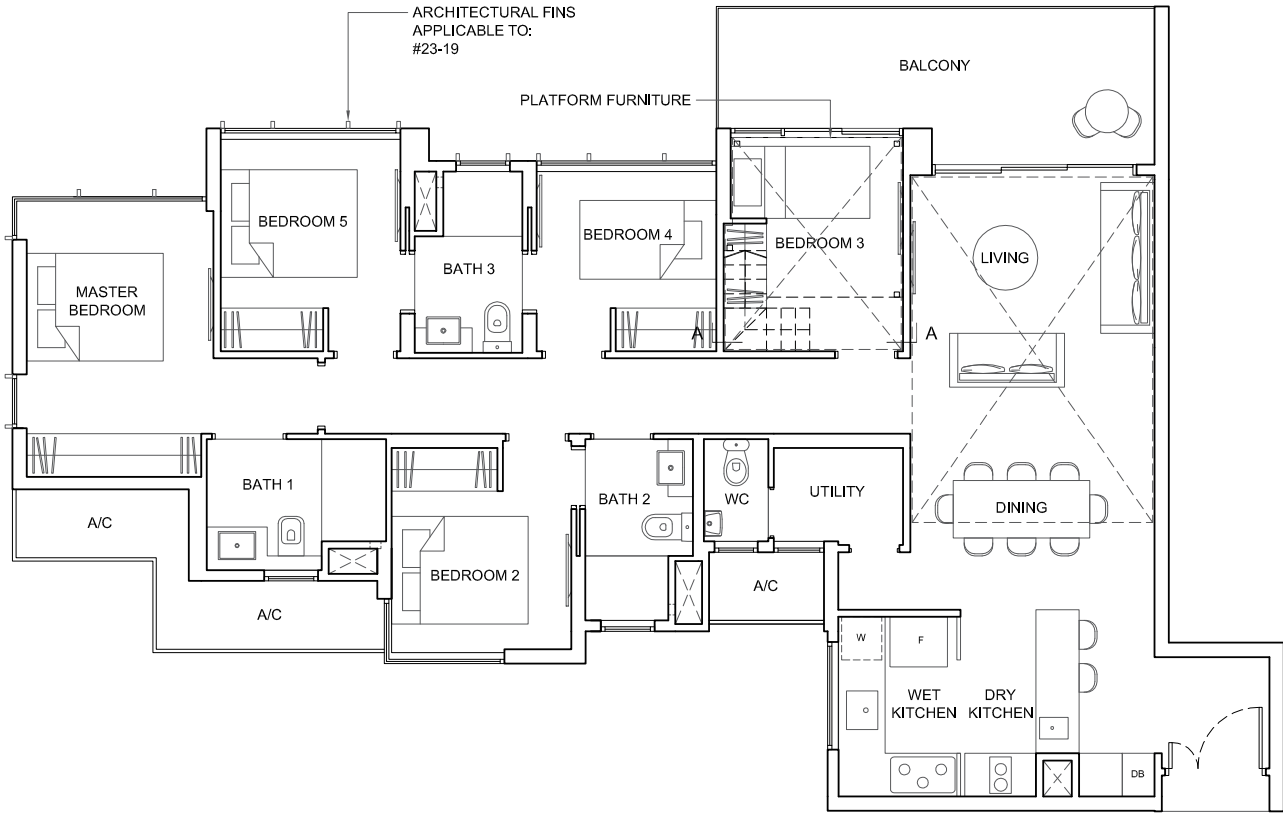 ARCHITECTURAL FINS
APPLICABLE TO:
#23-19
BALCONY
PLATFORM FURNITURE
BEDROOM 5
BEDROOM 4
BEDROOM 3
BATH 3
LIVING
MASTER
BEDROOM
A
A
BATH 1
BATH 2
WC
UTILITY
DINING
A/C
BEDROOM 2
A/C
A/C
W
F
WET
KITCHEN
DRY
KITCHEN
DB